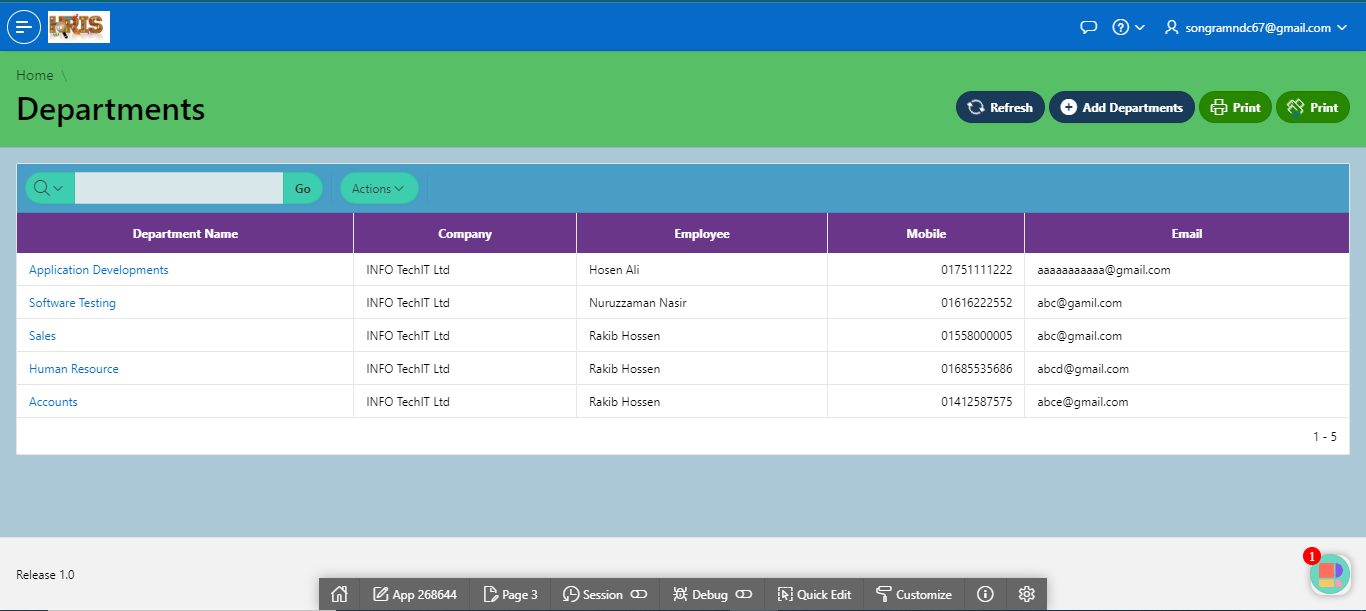 HRIS songramndc67@gmail.com
Home \
Departments
Refresh Add Departments Print Print
Go Actions
Department Name Company Employee Mobile Email
Application Developments INFO TechIT Ltd Hosen Ali 01751111222 aaaaaaaaaaa@gmail.com
Software Testing INFO TechIT Ltd Nuruzzaman Nasir 01616222552 abc@gamil.com
Sales INFO TechIT Ltd Rakib Hossen 01558000005 abc@gmail.com
Human Resource INFO TechIT Ltd Rakib Hossen 01685535686 abcd@gmail.com
Accounts INFO TechIT Ltd Rakib Hossen 01412587575 abce@gmail.com
1 - 5
1
Release 1.0
App 268644 Page 3 Session Debug Quick Edit Customize